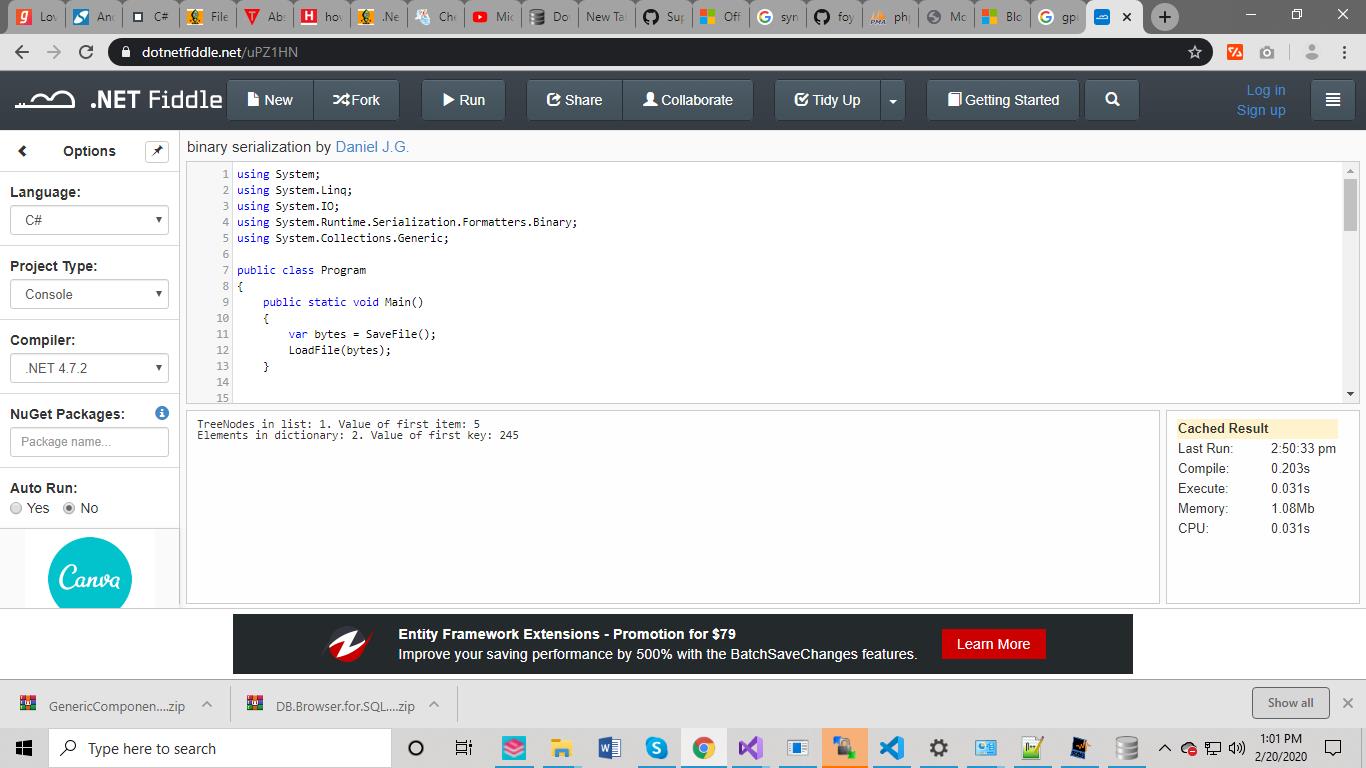 Lov
And
C#
File
Abs
hov
.Ne
Che
Mic
Do
New Tal
Sup
Off
syn
foy
ph
Mc
Blo
gp
dotnetfiddle.net/uPZ1HN
.NET Fiddle
New
Fork
Run
Share
Collaborate
Tidy Up
Getting Started
Log in
Sign up
Options
Language:
C#
Project Type:
Console
Compiler:
.NET 4.7.2
NuGet Packages:
Package name...
Auto Run:
Yes No
Canva
binary serialization by Daniel J.G.
1 using System;
2 using System.Linq;
3 using System.IO;
4 using System.Runtime.Serialization.Formatters.Binary;
5 using System.Collections.Generic;
6
7 public class Program
8 {
9 public static void Main()
10 {
11 var bytes = SaveFile();
12 LoadFile(bytes);
13 }
14
15
TreeNodes in list: 1. Value of first item: 5
Elements in dictionary: 2. Value of first key: 245
Cached Result
Last Run: 2:50:33 pm
Compile: 0.203s
Execute: 0.031s
Memory: 1.08Mb
CPU: 0.031s
Entity Framework Extensions - Promotion for $79
Improve your saving performance by 500% with the BatchSaveChanges features.
Learn More
GenericComponen....zip
DB.Browser.for.SQL....zip
Show all
Type here to search
1:01 PM
2/20/2020